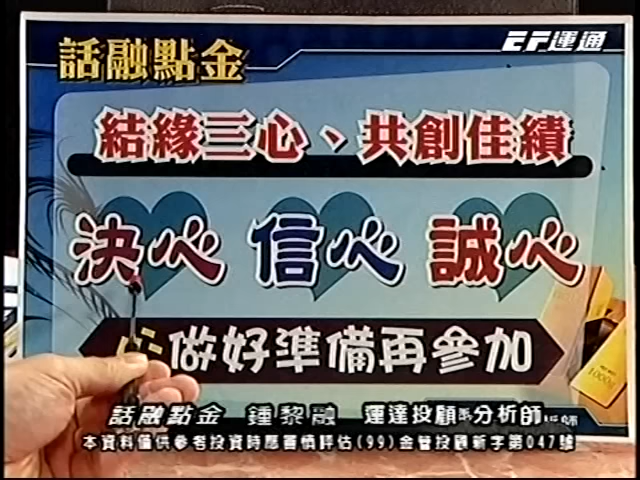 話融點金
EF運通
結緣三心、共創佳績
決心 信心 誠心
心做好準備再參加
話融點金 鍾黎融 運達投顧 分析師
本資料僅供參考投資時應審慎評估(99)金管投顧新字第047號